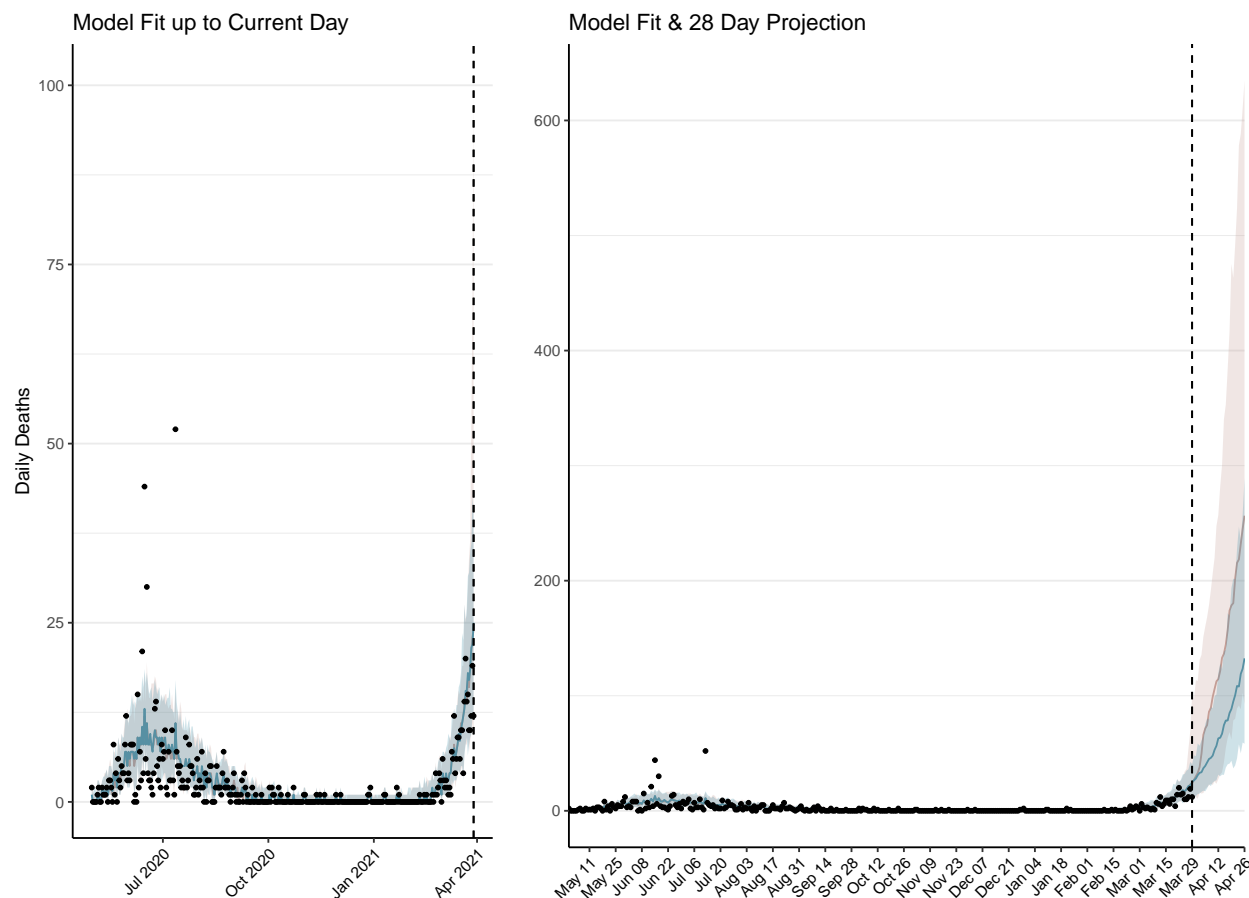 Model Fit up to Current Day
Daily Deaths
100
75
50
25
0
Jul 2020
Oct 2020
Jan 2021
Apr 2021
Model Fit & 28 Day Projection
600
400
200
0
May 11
May 25
Jun 08
Jun 22
Jul 06
Jul 20
Aug 03
Aug 17
Aug 31
Sep 14
Sep 28
Oct 12
Oct 26
Nov 09
Nov 23
Dec 07
Dec 21
Jan 04
Jan 18
Feb 01
Feb 15
Mar 01
Mar 15
Mar 29
Apr 12
Apr 26